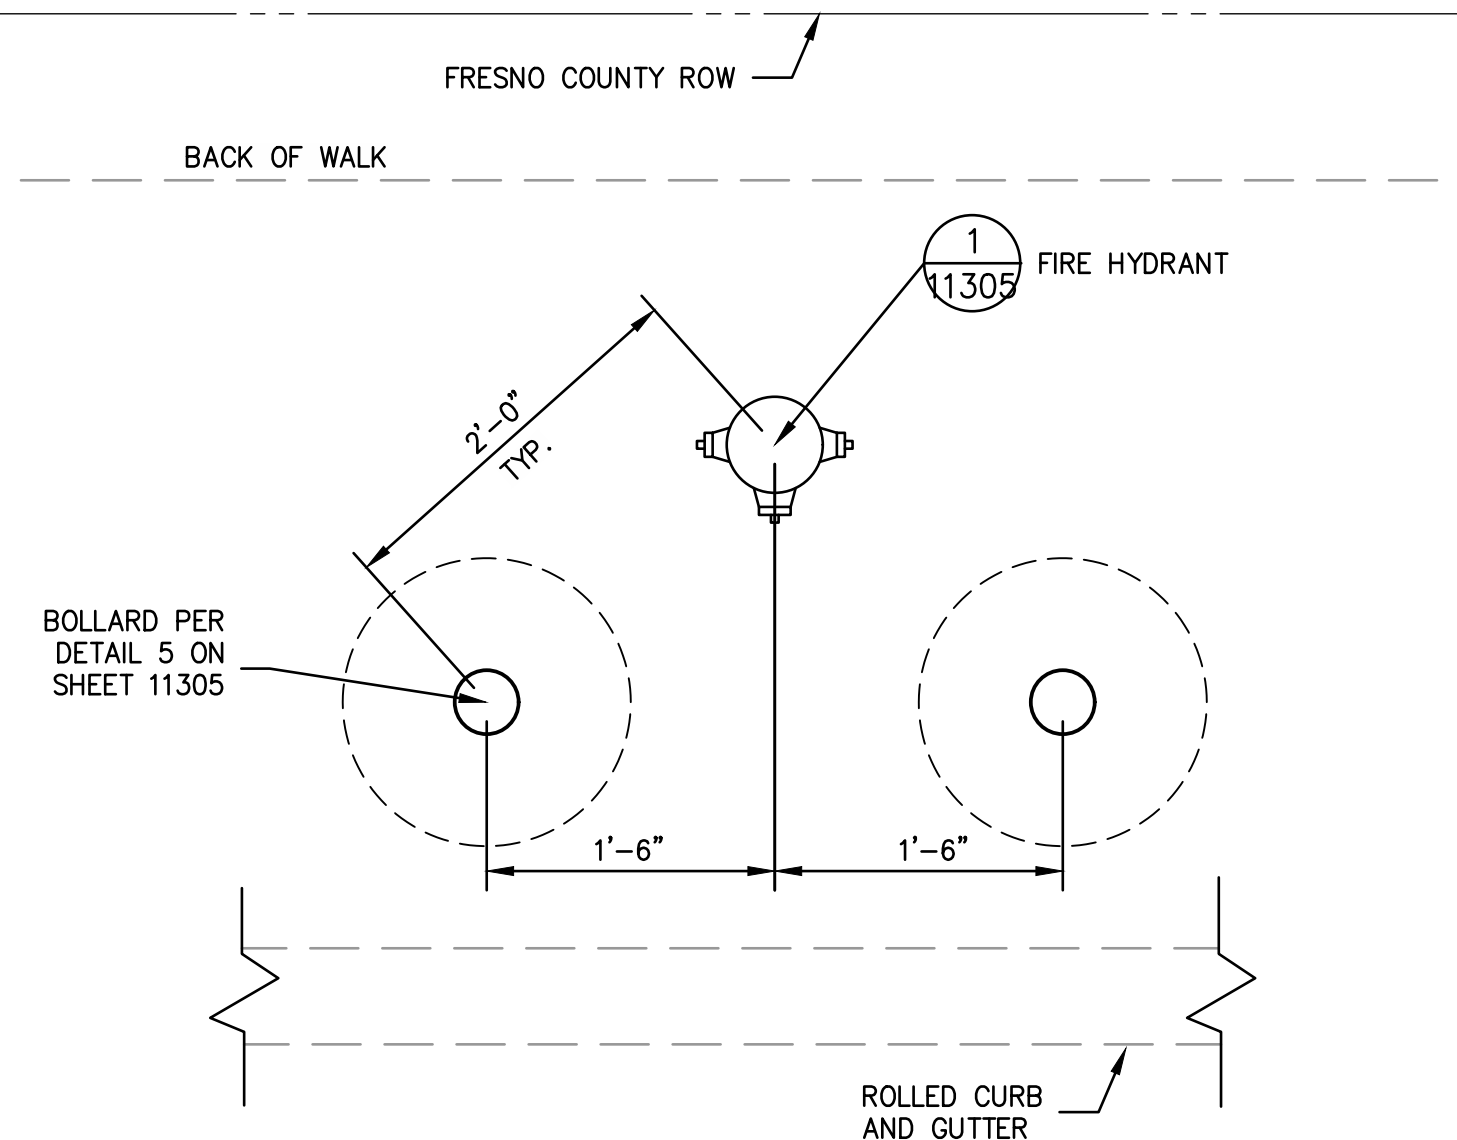 FRESNO COUNTY ROW
BACK OF WALK
1
11305
FIRE HYDRANT
2'-0"
TYP.
BOLLARD PER
DETAIL 5 ON
SHEET 11305
1'-6"
1'-6"
ROLLED CURB
AND GUTTER